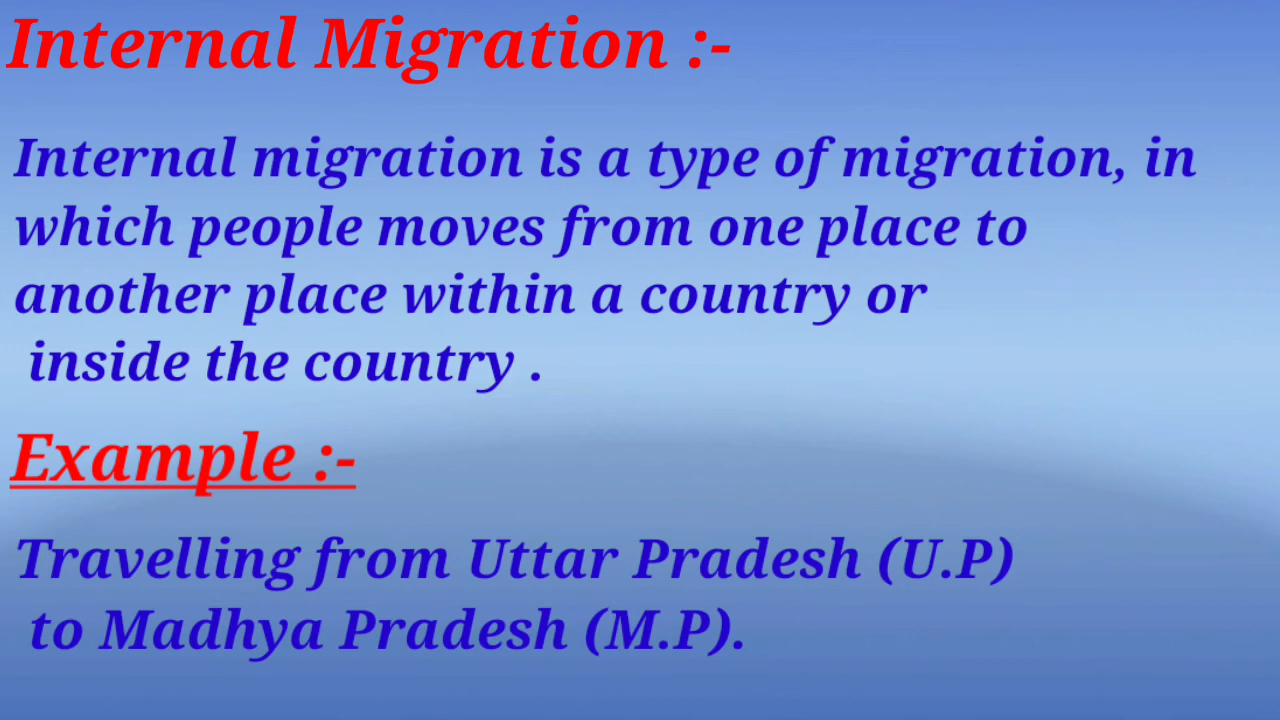 Internal Migration :-
Internal migration is a type of migration, in
which people moves from one place to
another place within a country or
inside the country .
Example :-
Travelling from Uttar Pradesh (U.P)
to Madhya Pradesh (M.P).